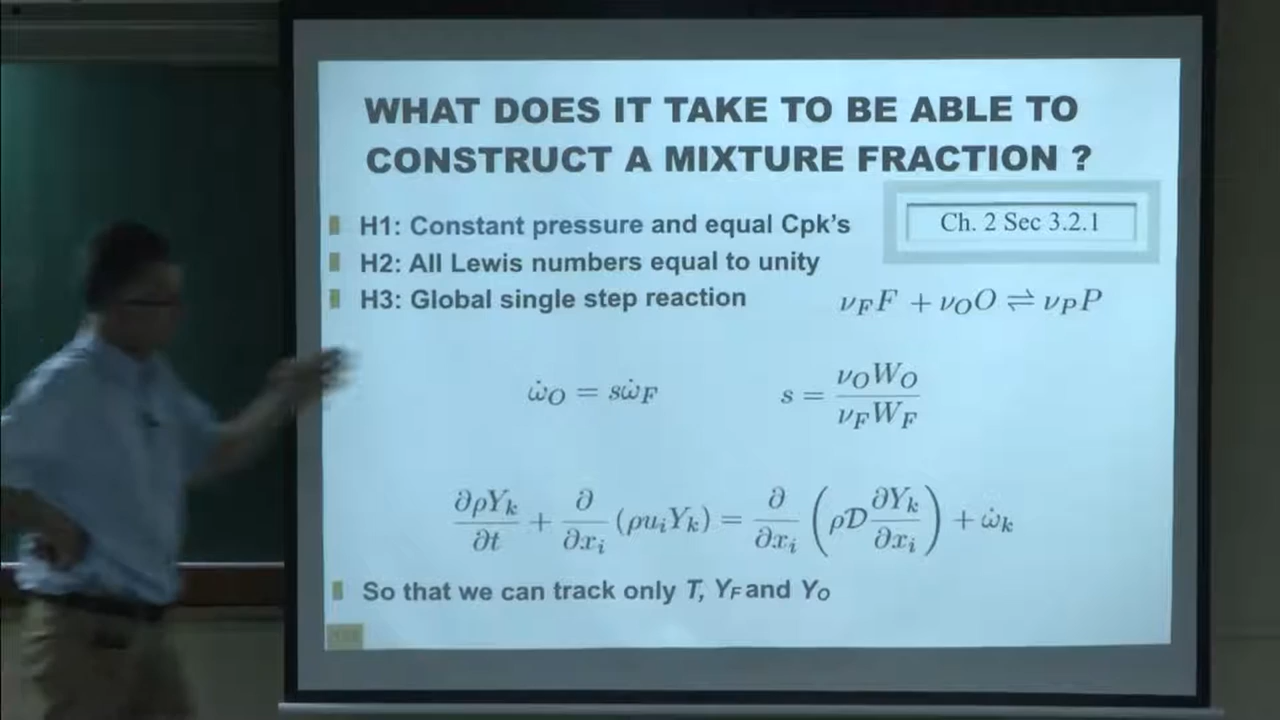 WHAT DOES IT TAKE TO BE ABLE TO
CONSTRUCT A MIXTURE FRACTION ?
H1: Constant pressure and equal Cpk's
Ch. 2 Sec 3.2.1
H2: All Lewis numbers equal to unity
H3: Global single step reaction
ν_F F + ν_O O ⇌ ν_P P
ω̇_O = sω̇_F
s = ν_O W_O / ν_F W_F
∂ρY_k/∂t + ∂/∂x_i (ρu_i Y_k) = ∂/∂x_i (ρD ∂Y_k/∂x_i) + ω̇_k
So that we can track only T, Y_F and Y_O